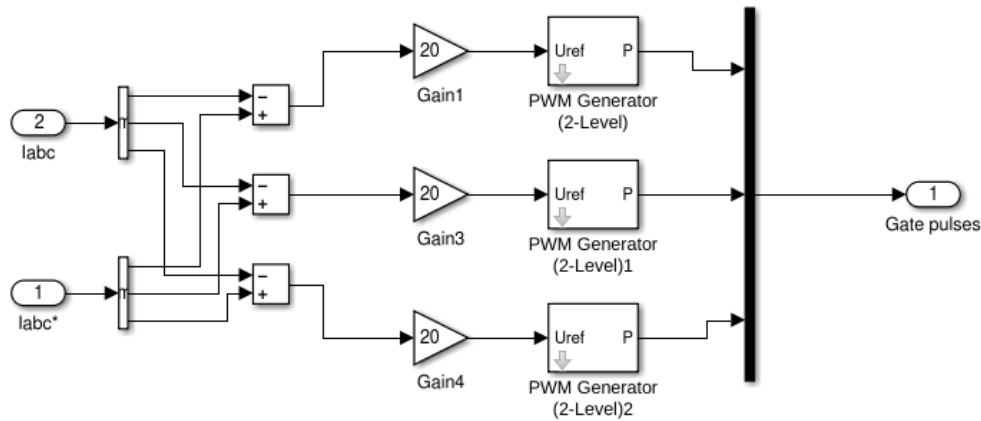 20
Uref P
Gain1
PWM Generator
(2-Level)
2
Iabc
−
+
−
+
20
Uref P
Gain3
PWM Generator
(2-Level)1
1
Gate pulses
1
Iabc*
−
+
20
Uref P
Gain4
PWM Generator
(2-Level)2